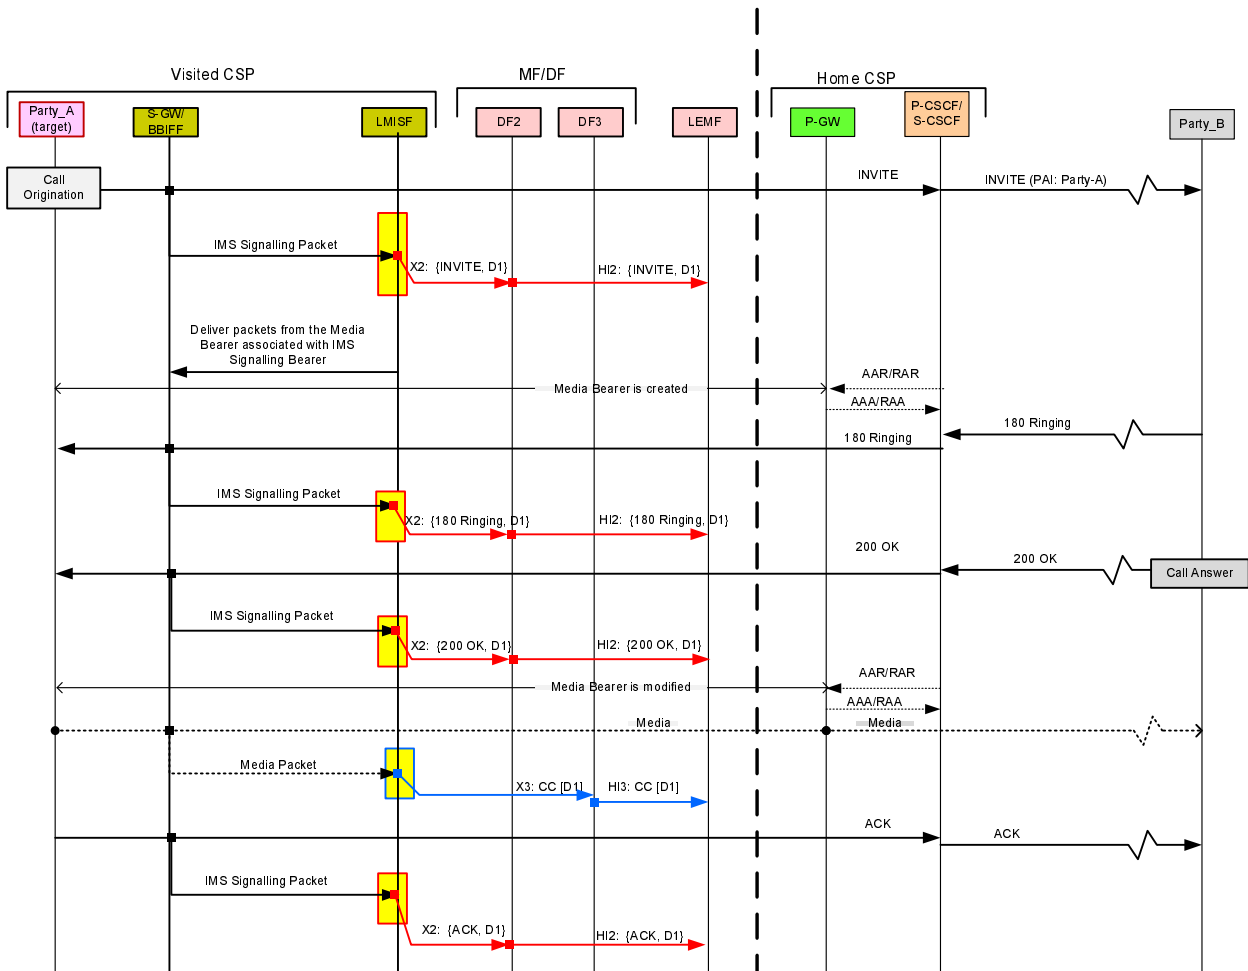 Visited CSP
MF/DF
Home CSP
Party_A
(target)
S-GW/
BBIFF
LMISF
DF2
DF3
LEMF
P-GW
P-CSCF/
S-CSCF
Party_B
Call
Origination
INVITE
INVITE (PAI: Party-A)
IMS Signalling Packet
X2: {INVITE, D1}
HI2: {INVITE, D1}
Deliver packets from the Media
Bearer associated with IMS
Signalling Bearer
Media Bearer is created
AAR/RAR
AAA/RAA
180 Ringing
180 Ringing
IMS Signalling Packet
X2: {180 Ringing, D1}
HI2: {180 Ringing, D1}
200 OK
200 OK
Call Answer
IMS Signalling Packet
X2: {200 OK, D1}
HI2: {200 OK, D1}
Media Bearer is modified
AAR/RAR
AAA/RAA
Media
Media
Media Packet
X3: CC [D1]
HI3: CC [D1]
ACK
ACK
IMS Signalling Packet
X2: {ACK, D1}
HI2: {ACK, D1}